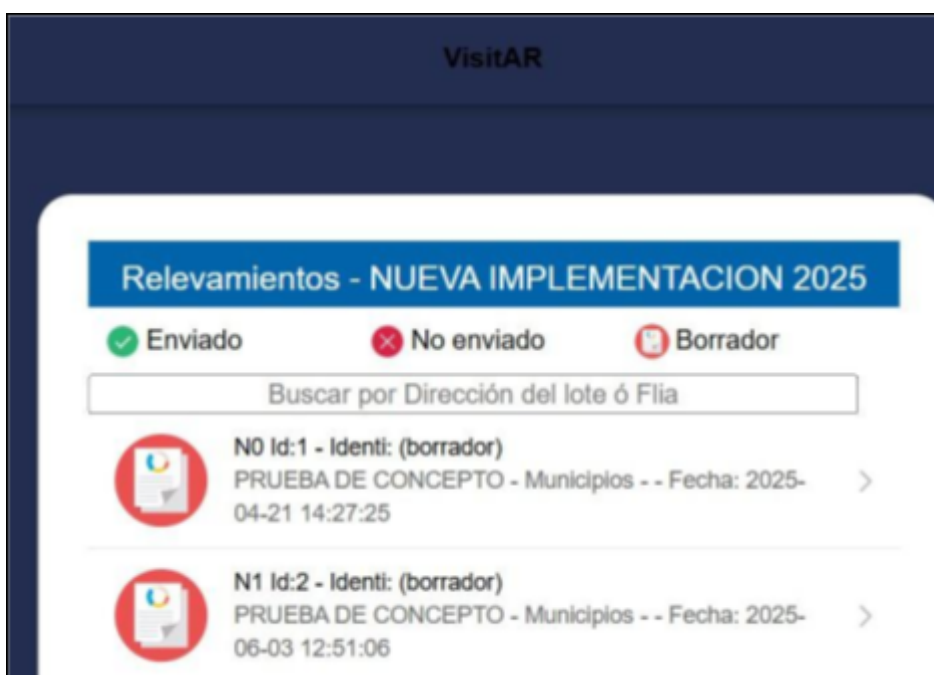 VisitAR
Relevamientos - NUEVA IMPLEMENTACION 2025
Enviado No enviado Borrador
Buscar por Dirección del lote ó Flia
N0 Id:1 - Identi: (borrador)
PRUEBA DE CONCEPTO - Municipios - - Fecha: 2025-
04-21 14:27:25
N1 Id:2 - Identi: (borrador)
PRUEBA DE CONCEPTO - Municipios - - Fecha: 2025-
06-03 12:51:06